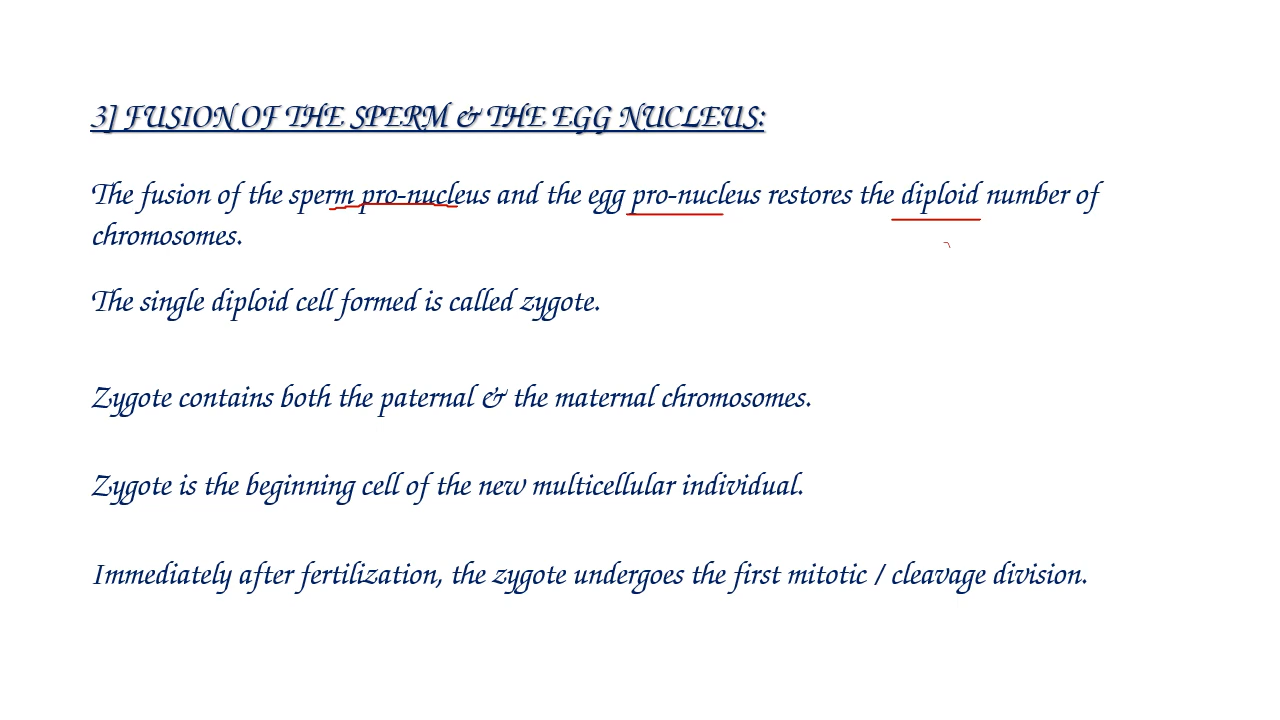 3] FUSION OF THE SPERM & THE EGG NUCLEUS:
The fusion of the sperm pro-nucleus and the egg pro-nucleus restores the diploid number of
chromosomes.
The single diploid cell formed is called zygote.
Zygote contains both the paternal & the maternal chromosomes.
Zygote is the beginning cell of the new multicellular individual.
Immediately after fertilization, the zygote undergoes the first mitotic / cleavage division.